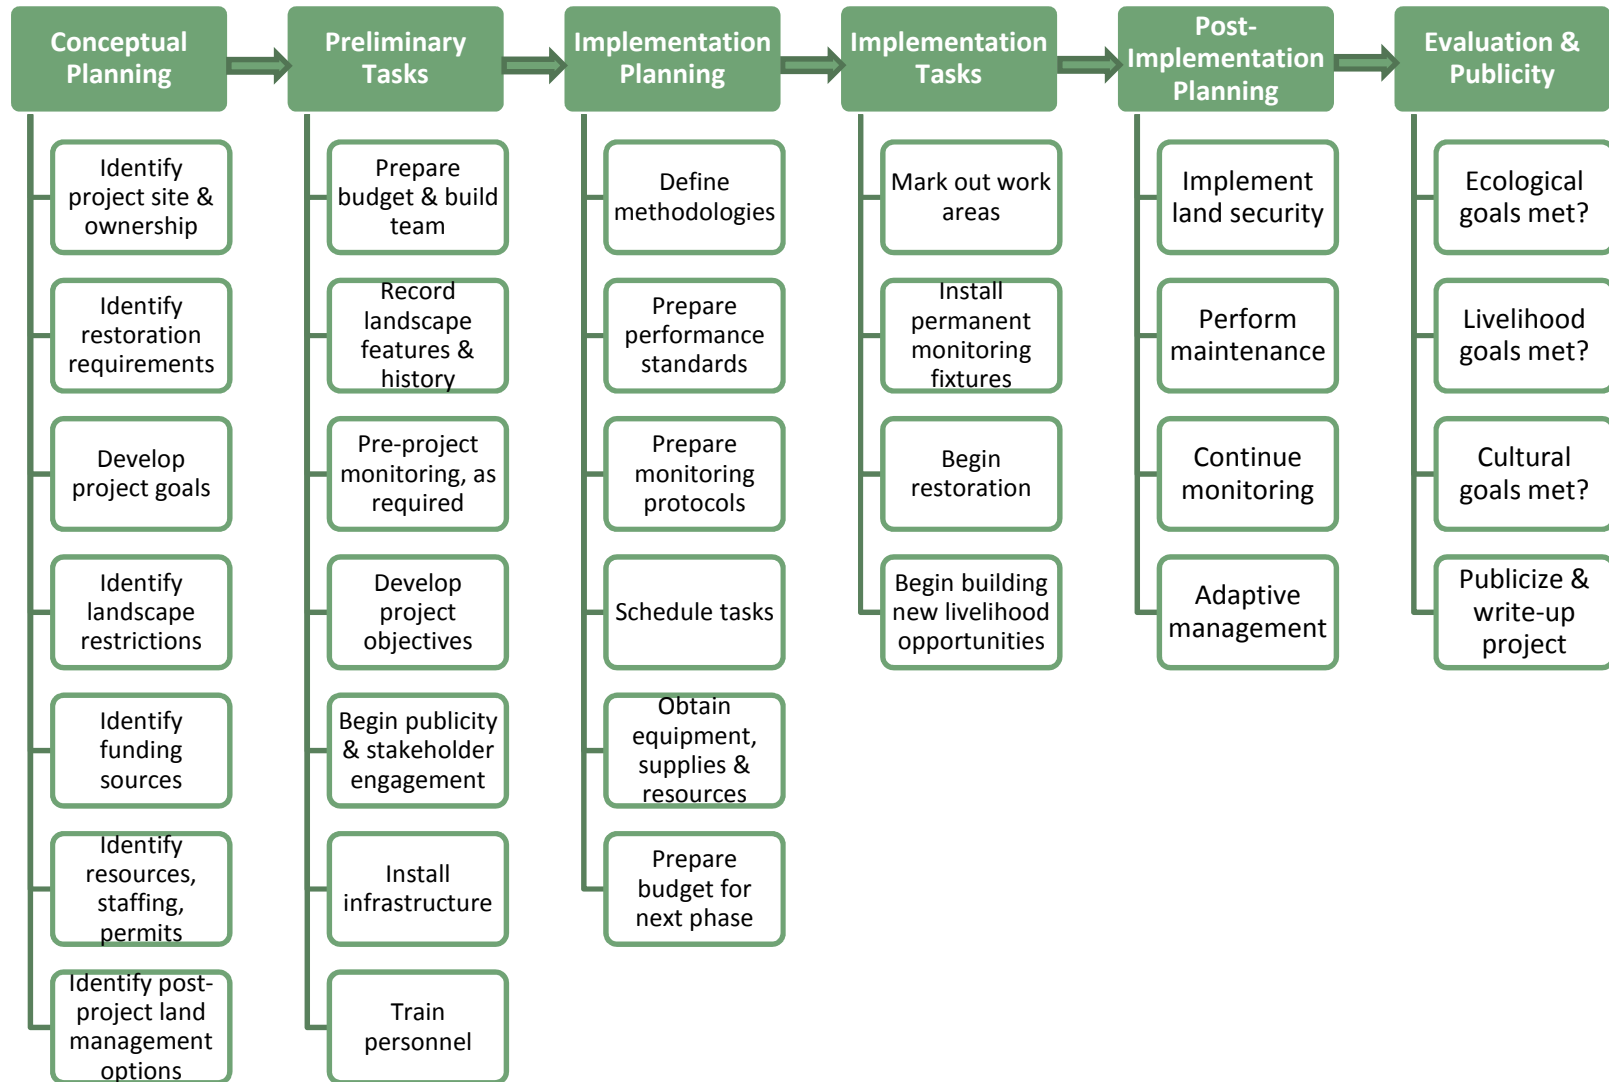 Conceptual
Planning
Preliminary
Tasks
Implementation
Planning
Implementation
Tasks
Post-
Implementation
Planning
Evaluation &
Publicity
Identify
project site &
ownership
Identify
restoration
requirements
Develop
project goals
Identify
landscape
restrictions
Identify
funding
sources
Identify
resources,
staffing,
permits
Identify post-
project land
management
options
Prepare
budget & build
team
Record
landscape
features &
history
Pre-project
monitoring, as
required
Develop
project
objectives
Begin publicity
& stakeholder
engagement
Install
infrastructure
Train
personnel
Define
methodologies
Prepare
performance
standards
Prepare
monitoring
protocols
Schedule tasks
Obtain
equipment,
supplies &
resources
Prepare
budget for
next phase
Mark out work
areas
Install
permanent
monitoring
fixtures
Begin
restoration
Begin building
new livelihood
opportunities
Implement
land security
Perform
maintenance
Continue
monitoring
Adaptive
management
Ecological
goals met?
Livelihood
goals met?
Cultural
goals met?
Publicize &
write-up
project